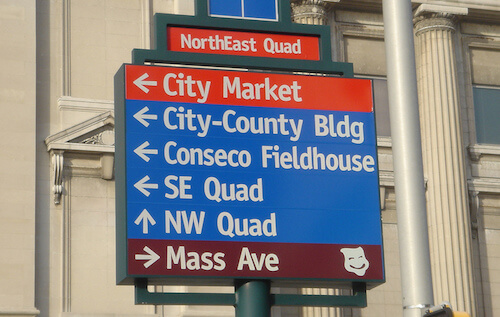 NorthEast Quad
← City Market
← City-County Bldg
← Conseco Fieldhouse
← SE Quad
↑ NW Quad
→ Mass Ave